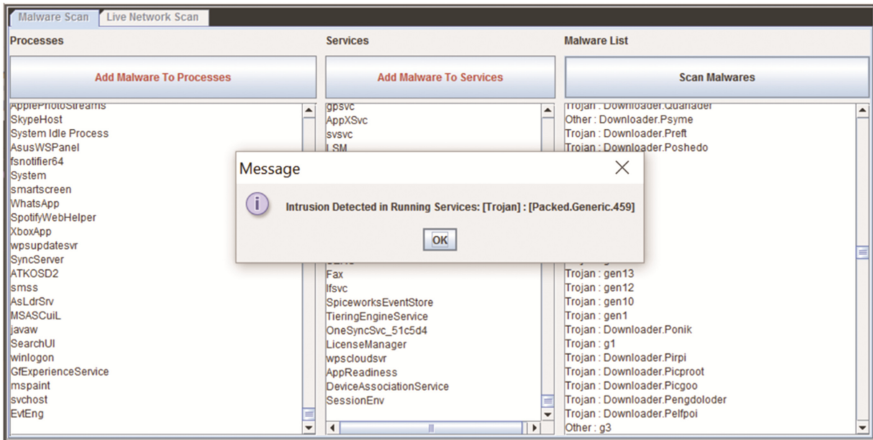 Malware Scan
Live Network Scan
Processes
Services
Malware List
Add Malware To Processes
Add Malware To Services
Scan Malwares
ApplePhotoStreams
SkypeHost
System Idle Process
AsusWSPanel
fsnotifier64
System
smartscreen
WhatsApp
SpotifyWebHelper
XboxApp
wpsupdatesvr
SyncServer
ATKOSD2
smss
AsLdrSrv
MSASCuiL
javaw
SearchUI
winlogon
GfExperienceService
mspaint
svchost
EvtEng
gpsvc
AppXSvc
svsvc
LSM
Fax
lfsvc
SpiceworksEventStore
TieringEngineService
OneSyncSvc_51c5d4
LicenseManager
wpscloudsvr
AppReadiness
DeviceAssociationService
SessionEnv
Trojan : Downloader.Quanader
Other : Downloader.Psyme
Trojan : Downloader.Preft
Trojan : Downloader.Poshedo
Trojan : gen13
Trojan : gen12
Trojan : gen10
Trojan : gen1
Trojan : Downloader.Ponik
Trojan : g1
Trojan : Downloader.Pirpi
Trojan : Downloader.Picproot
Trojan : Downloader.Picgoo
Trojan : Downloader.Pengdoloder
Trojan : Downloader.Pelfpoi
Other : g3
Message
Intrusion Detected in Running Services: [Trojan] : [Packed.Generic.459]
OK